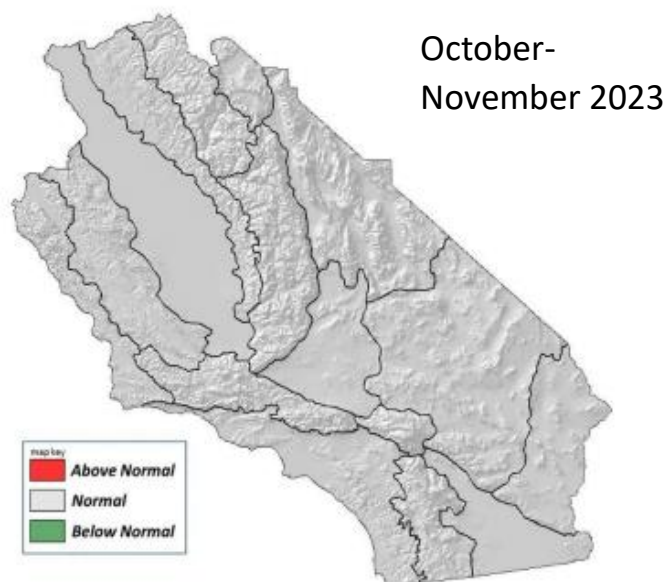 October-
November 2023
map key
Above Normal
Normal
Below Normal